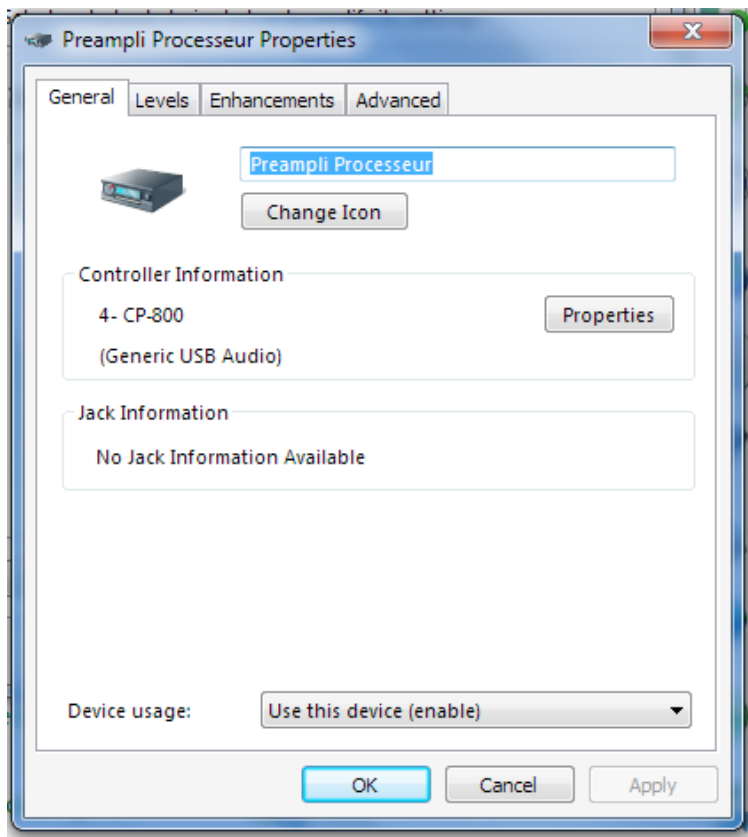 Preampli Processeur Properties
General Levels Enhancements Advanced
Preampli Processeur
Change Icon
Controller Information
4- CP-800
Properties
(Generic USB Audio)
Jack Information
No Jack Information Available
Device usage: Use this device (enable)
OK Cancel Apply